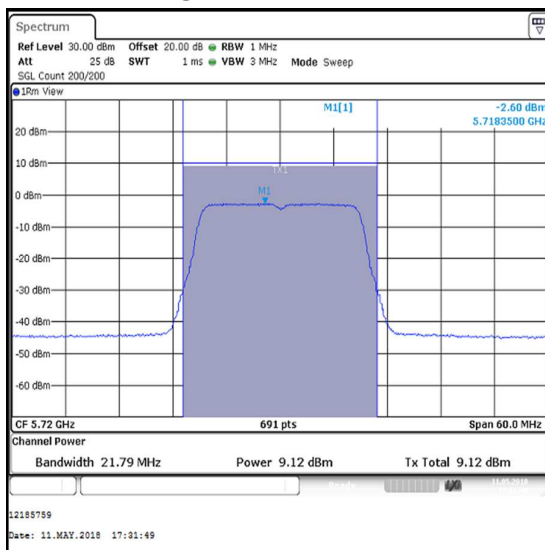 Spectrum
Ref Level 30.00 dBm Offset 20.00 dB RBW 1 MHz
Att 25 dB SWT 1 ms VBW 3 MHz Mode Sweep
SGL Count 200/200
1Rm View
M1[1] -2.60 dBm
5.7183500 GHz
20 dBm
10 dBm
TX1
M1
0 dBm
-10 dBm
-20 dBm
-30 dBm
-40 dBm
-50 dBm
-60 dBm
CF 5.72 GHz 691 pts Span 60.0 MHz
Channel Power
Bandwidth 21.79 MHz Power 9.12 dBm Tx Total 9.12 dBm
Ready 11.05.2018
12185759
Date: 11.MAY.2018 17:31:49